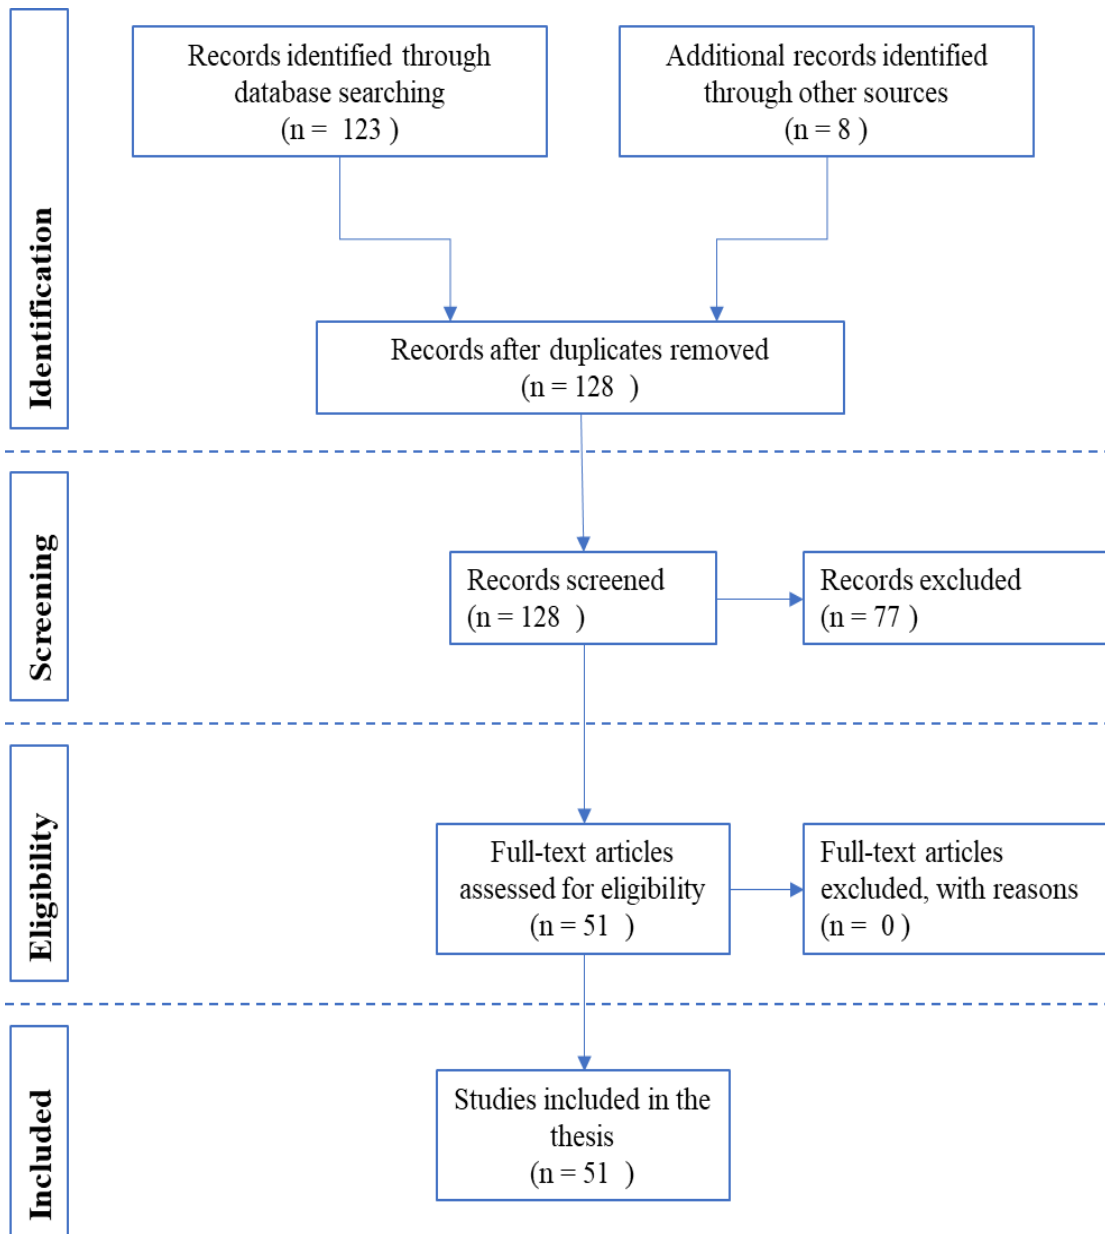 Identification
Records identified through
database searching
(n =  123 )
Additional records identified
through other sources
(n = 8 )
Records after duplicates removed
(n = 128  )
Screening
Records screened
(n = 128  )
Records excluded
(n = 77 )
Eligibility
Full-text articles
assessed for eligibility
(n = 51  )
Full-text articles
excluded, with reasons
(n =  0 )
Included
Studies included in the
thesis
(n = 51  )